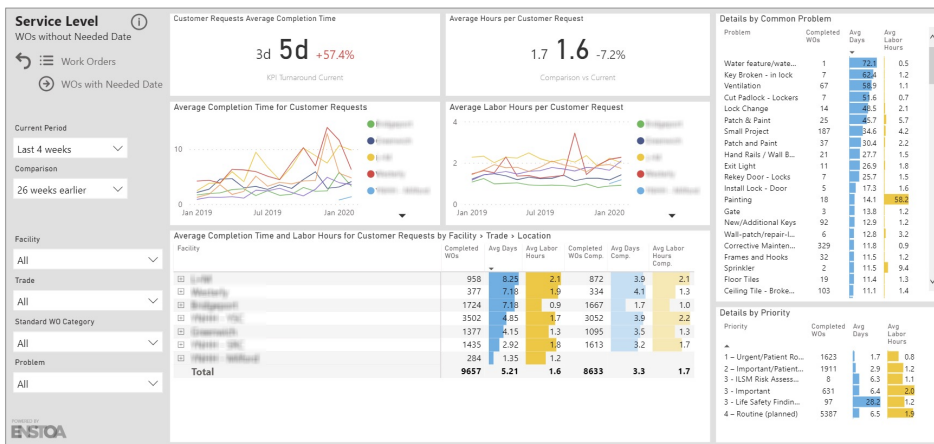 Service Level
WOs without Needed Date
Work Orders
WOs with Needed Date
Current Period
Last 4 weeks
Comparison
26 weeks earlier
Facility
All
Trade
All
Standard WO Category
All
Problem
All
POWERED BY
ENSTOA
Customer Requests Average Completion Time
3d 5d +57.4%
KPI Turnaround Current
Average Hours per Customer Request
1.7 1.6 -7.2%
Comparison vs Current
Average Completion Time for Customer Requests
10
0
Jan 2019 Jul 2019 Jan 2020
Average Labor Hours per Customer Request
4
2
0
Jan 2019 Jul 2019 Jan 2020
Average Completion Time and Labor Hours for Customer Requests by Facility > Trade > Location
Facility Completed WOs Avg Days Avg Labor Hours Completed WOs Comp. Avg Days Comp. Avg Labor Hours Comp.
958 8.25 2.1 872 3.9 2.1
377 7.18 1.9 334 4.1 1.3
1724 7.18 0.9 1667 1.7 1.0
3502 4.85 1.7 3052 3.9 2.2
1377 4.15 1.3 1095 3.5 1.3
1435 2.92 1.8 1613 3.2 1.7
284 1.35 1.2
Total 9657 5.21 1.6 8633 3.3 1.7
Details by Common Problem
Problem Completed WOs Avg Days Avg Labor Hours
Water feature/wate... 1 72.1 0.5
Key Broken - in lock 7 62.4 1.2
Ventilation 67 58.9 1.1
Cut Padlock - Lockers 7 51.6 0.7
Lock Change 14 48.5 2.1
Patch & Paint 25 45.7 5.7
Small Project 187 34.6 4.2
Patch and Paint 37 30.4 2.2
Hand Rails / Wall B... 21 27.7 1.5
Exit Light 11 26.9 1.8
Rekey Door - Locks 7 25.7 1.5
Install Lock - Door 5 17.3 1.6
Painting 18 14.1 58.2
Gate 3 13.8 1.2
New/Additional Keys 92 12.9 1.2
Wall-patch/repair-I... 6 12.8 3.2
Corrective Mainten... 329 11.8 0.9
Frames and Hooks 32 11.5 1.2
Sprinkler 2 11.5 9.4
Floor Tiles 19 11.4 1.3
Ceiling Tile - Broke... 103 11.1 1.4
Details by Priority
Priority Completed WOs Avg Days Avg Labor Hours
1 – Urgent/Patient Ro... 1623 1.7 0.8
2 – Important/Patient... 1911 2.9 1.2
3 - ILSM Risk Assess... 8 6.3 1.1
3 - Important 631 6.4 2.0
3 - Life Safety Findin... 97 28.2 1.2
4 – Routine (planned) 5387 6.5 1.9